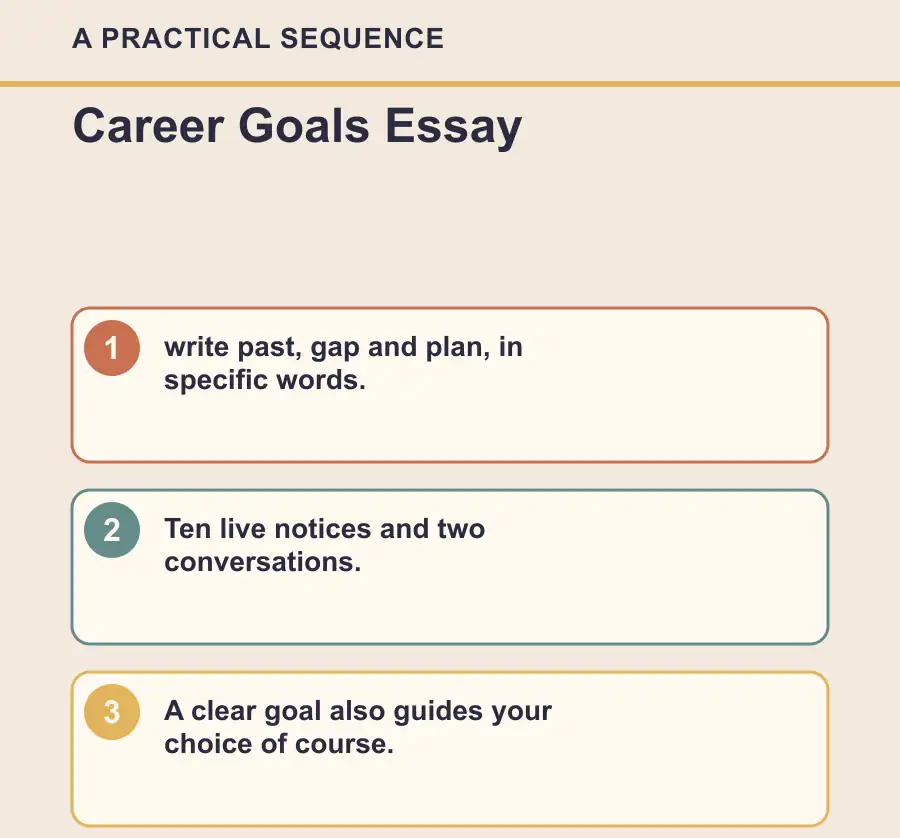 A PRACTICAL SEQUENCE
Career Goals Essay
1
write past, gap and plan, in
specific words.
2
Ten live notices and two
conversations.
3
A clear goal also guides your
choice of course.